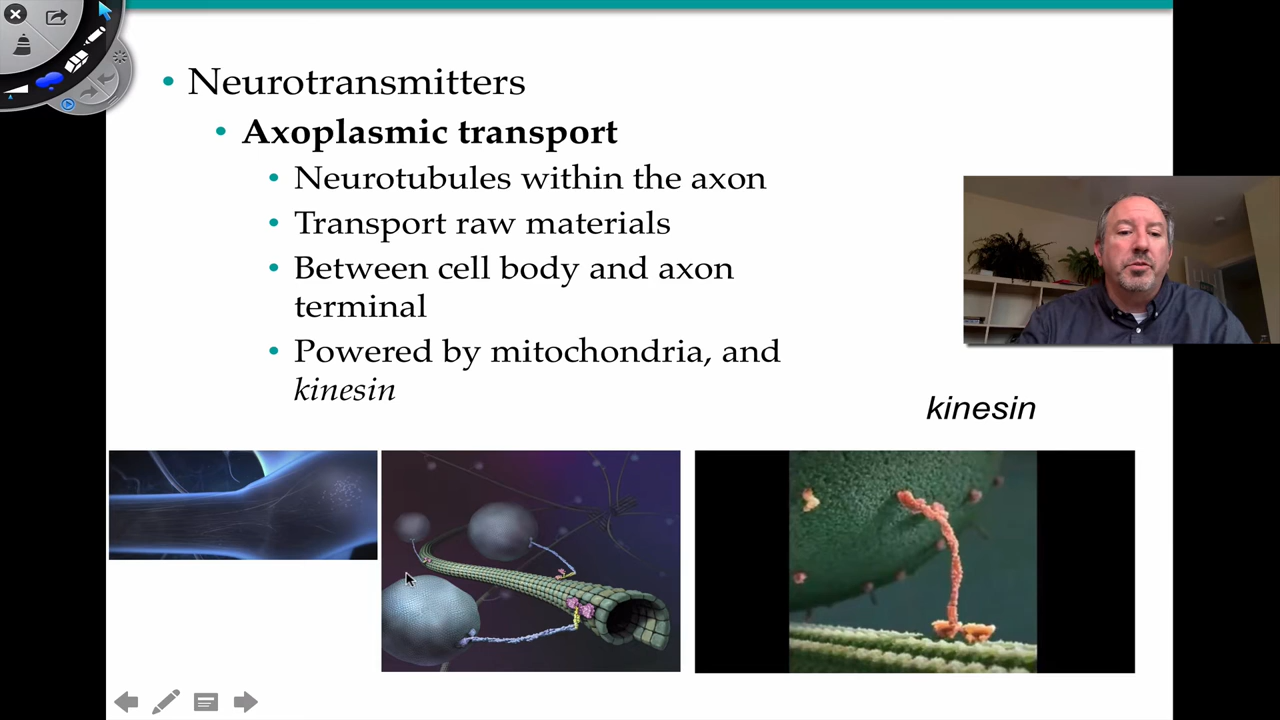 • Neurotransmitters
• Axoplasmic transport
• Neurotubules within the axon
• Transport raw materials
• Between cell body and axon
terminal
• Powered by mitochondria, and
kinesin
kinesin